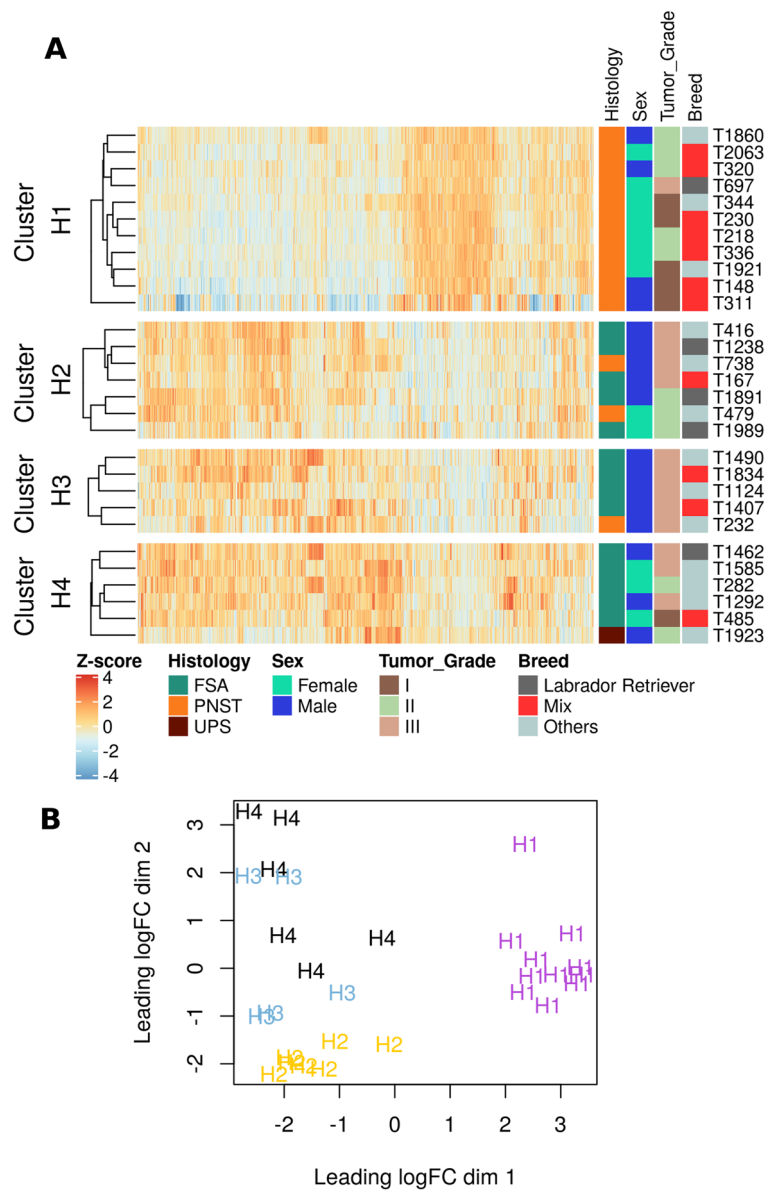 A
Histology
Sex
Tumor_Grade
Breed
Cluster
H1
T1860
T2063
T320
T697
T344
T230
T218
T336
T1921
T148
T311
Cluster
H2
T416
T1238
T738
T167
T1891
T479
T1989
Cluster
H3
T1490
T1834
T1124
T1407
T232
Cluster
H4
T1462
T1585
T282
T1292
T485
T1923
Z-score
4
2
0
-2
-4
Histology
FSA
PNST
UPS
Sex
Female
Male
Tumor_Grade
I
II
III
Breed
Labrador Retriever
Mix
Others
B
Leading logFC dim 2
3
2
1
0
-1
-2
H4 H4
H1
H4
H3 H3
H4 H4
H1 H1
H4
H1 H1 H1 H1 H1 H1
H3
H1 H1
H3 H3
H2 H2
H2 H2 H2 H2 H2
-2 -1 0 1 2 3
Leading logFC dim 1